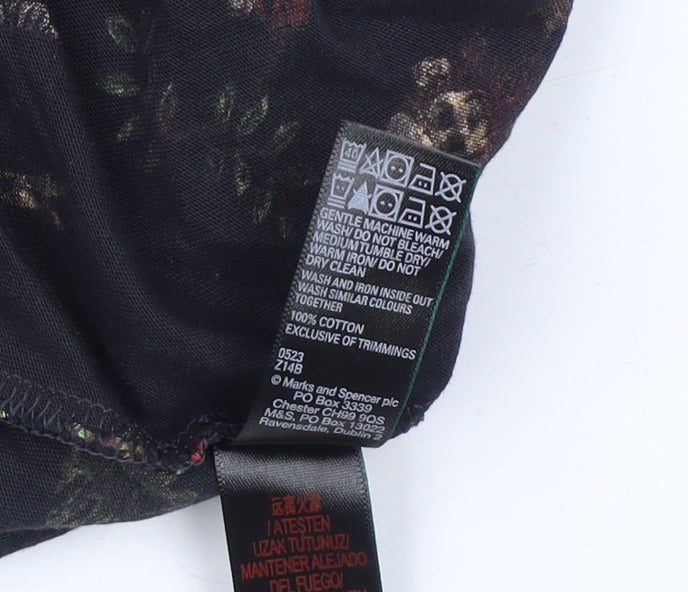 40
GENTLE MACHINE WARM
WASH/ DO NOT BLEACH/
MEDIUM TUMBLE DRY/
WARM IRON/ DO NOT
DRY CLEAN
WASH AND IRON INSIDE OUT
WASH SIMILAR COLOURS
TOGETHER
100% COTTON
EXCLUSIVE OF TRIMMINGS
0523
Z14B
© Marks and Spencer plc
PO Box 3339
Chester CH99 9QS
M&S, PO Box 13023
Ravensdale, Dublin 2
远离火源
/ ATEŞTEN
UZAK TUTUNUZ/
MANTENER ALEJADO
DEL FUEGO/